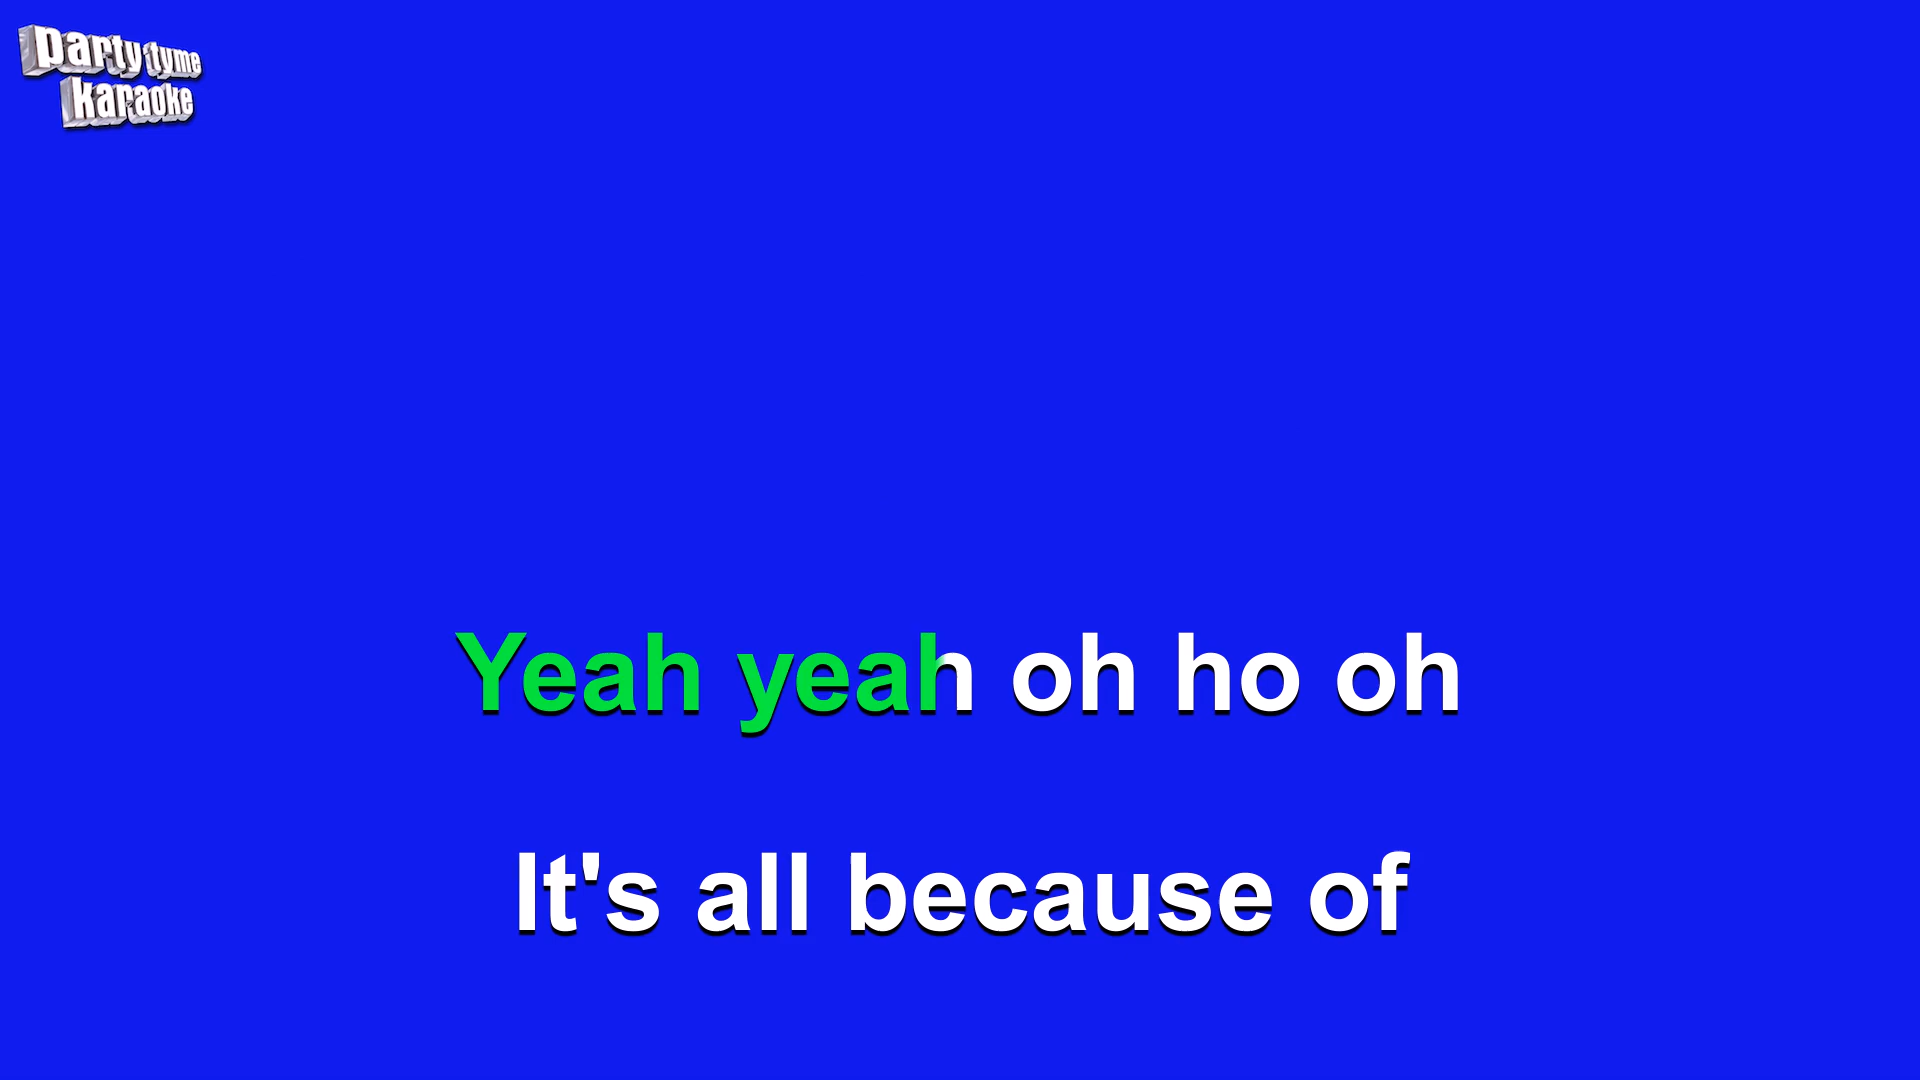 party tyme
karaoke
Yeah yeah oh ho oh
It's all because of